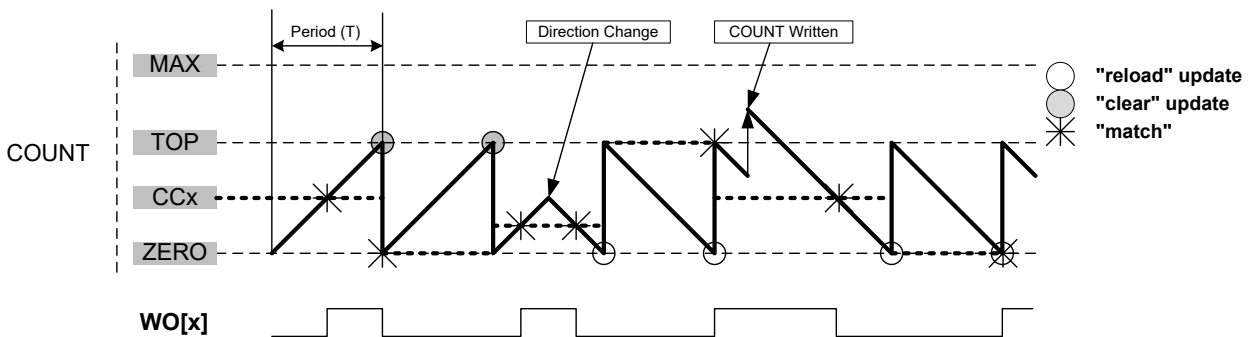 Period (T)
Direction Change
COUNT Written
MAX
"reload" update
"clear" update
TOP
"match"
COUNT
CCx
ZERO
WO[x]